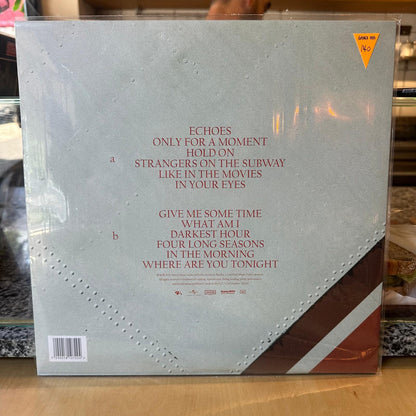 140
ECHOES
ONLY FOR A MOMENT
HOLD ON
a
STRANGERS ON THE SUBWAY
LIKE IN THE MOVIES
IN YOUR EYES
GIVE ME SOME TIME
WHAT AM I
b
DARKEST HOUR
FOUR LONG SEASONS
IN THE MORNING
WHERE ARE YOU TONIGHT